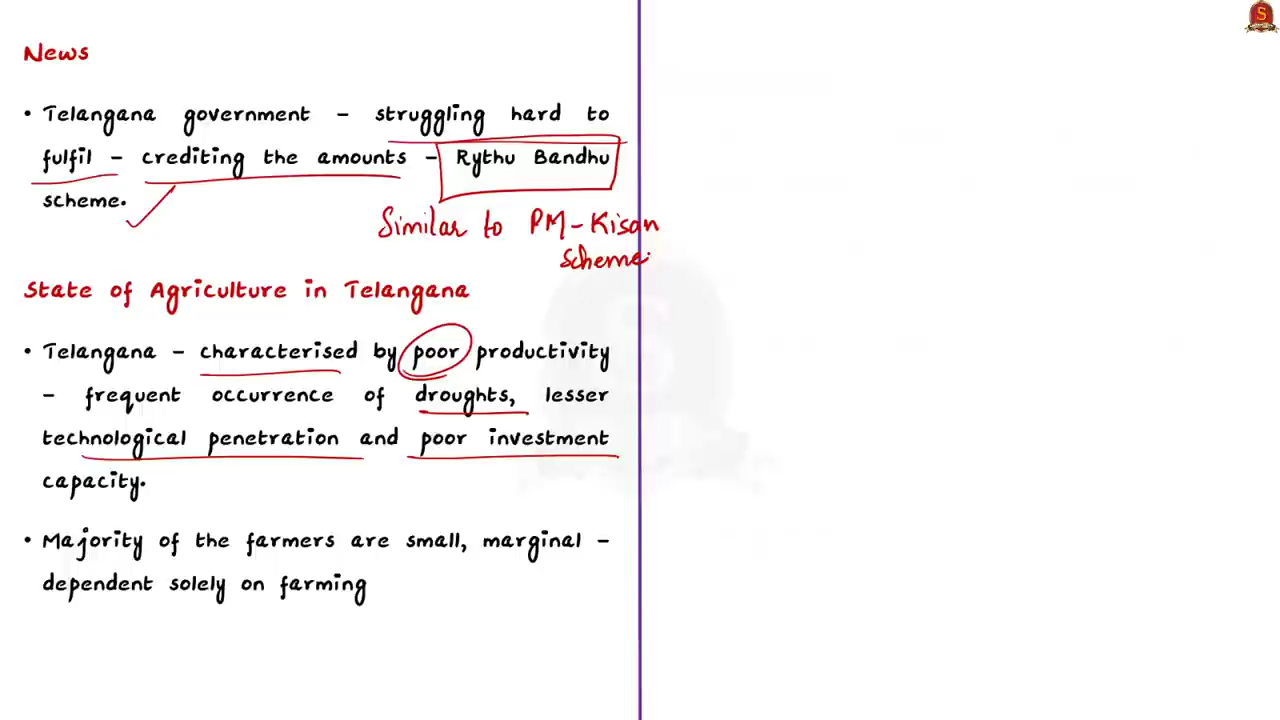 News
• Telangana government - struggling hard to
fulfil - crediting the amounts - Rythu Bandhu
scheme.
Similar to PM-Kisan
scheme.
State of Agriculture in Telangana
• Telangana - characterised by poor productivity
- frequent occurrence of droughts, lesser
technological penetration and poor investment
capacity.
• Majority of the farmers are small, marginal -
dependent solely on farming
S